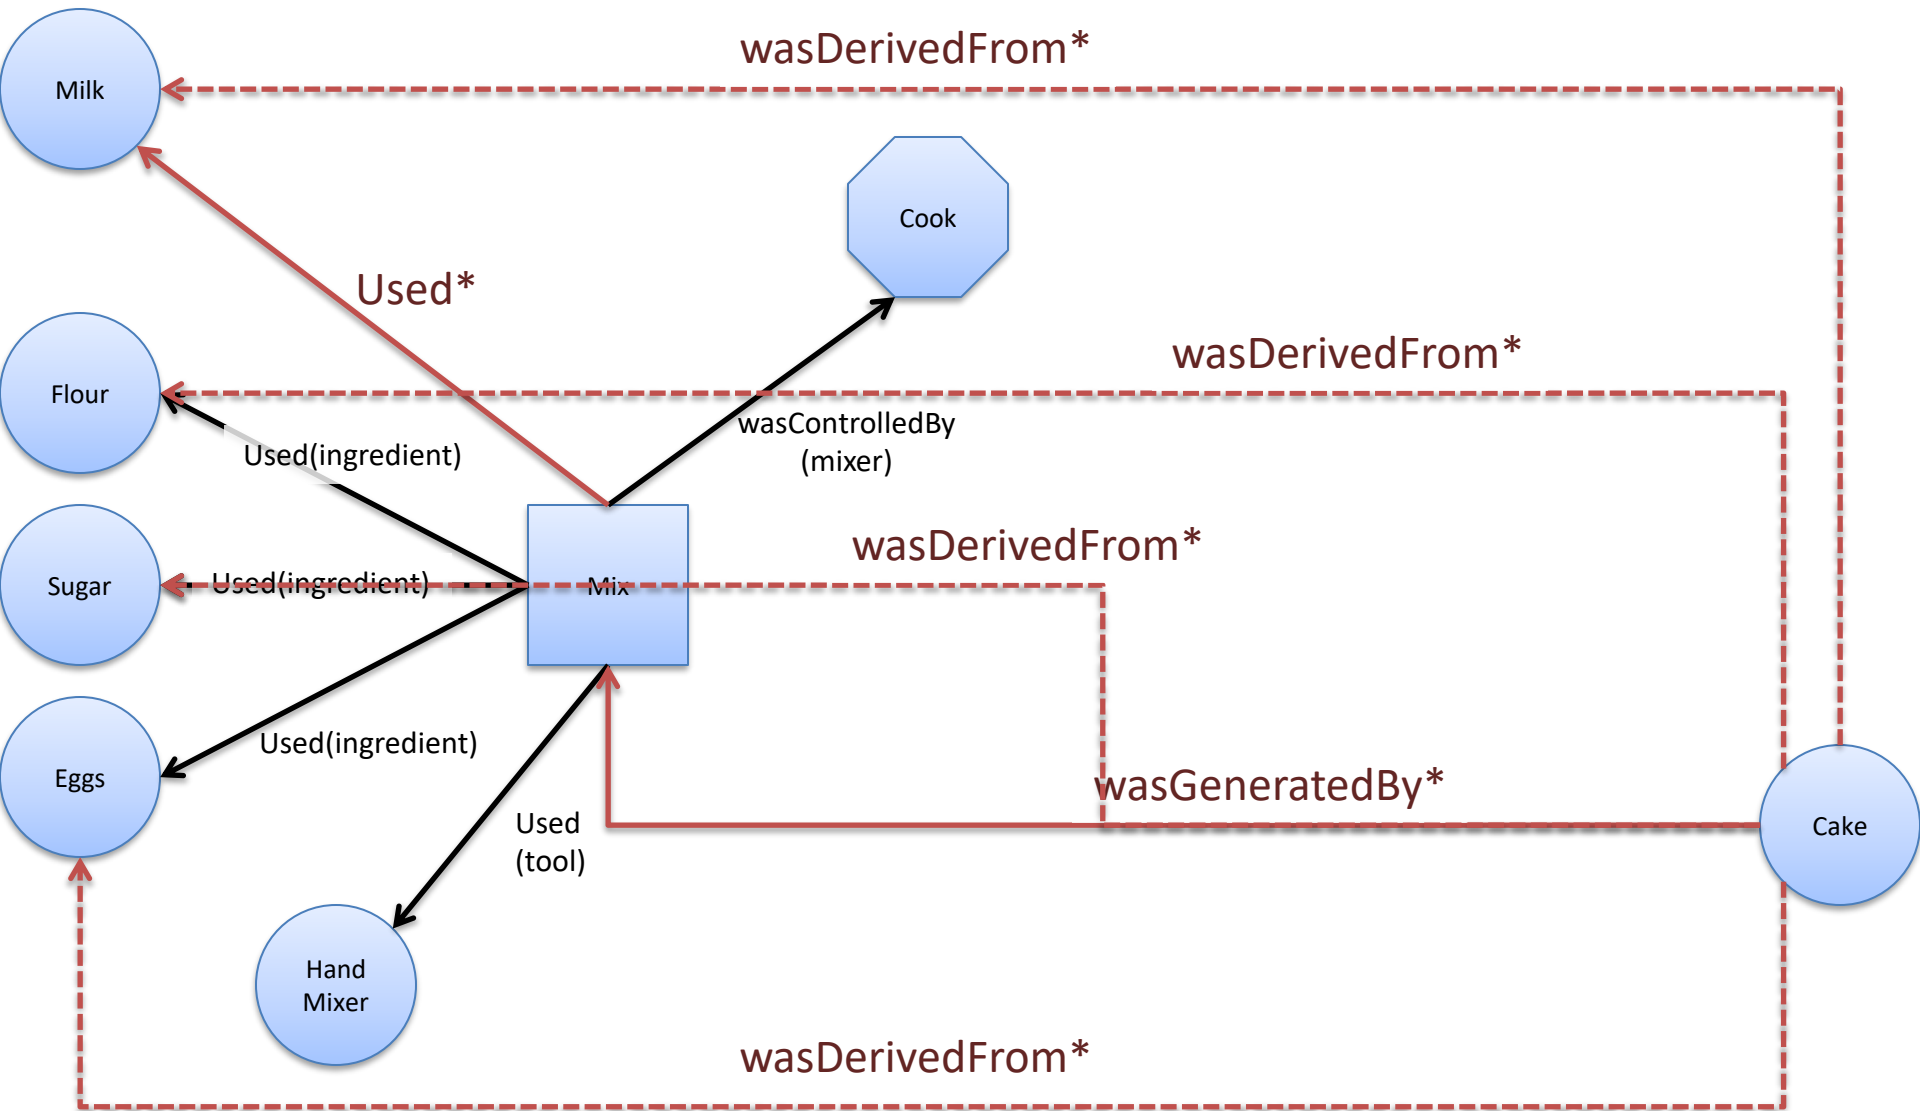 wasDerivedFrom*
Milk
Cook
Used*
wasDerivedFrom*
Flour
wasControlledBy
(mixer)
Used(ingredient)
wasDerivedFrom*
Sugar
Used(ingredient)
Mix
Used(ingredient)
Eggs
wasGeneratedBy*
Used
(tool)
Cake
Hand
Mixer
wasDerivedFrom*